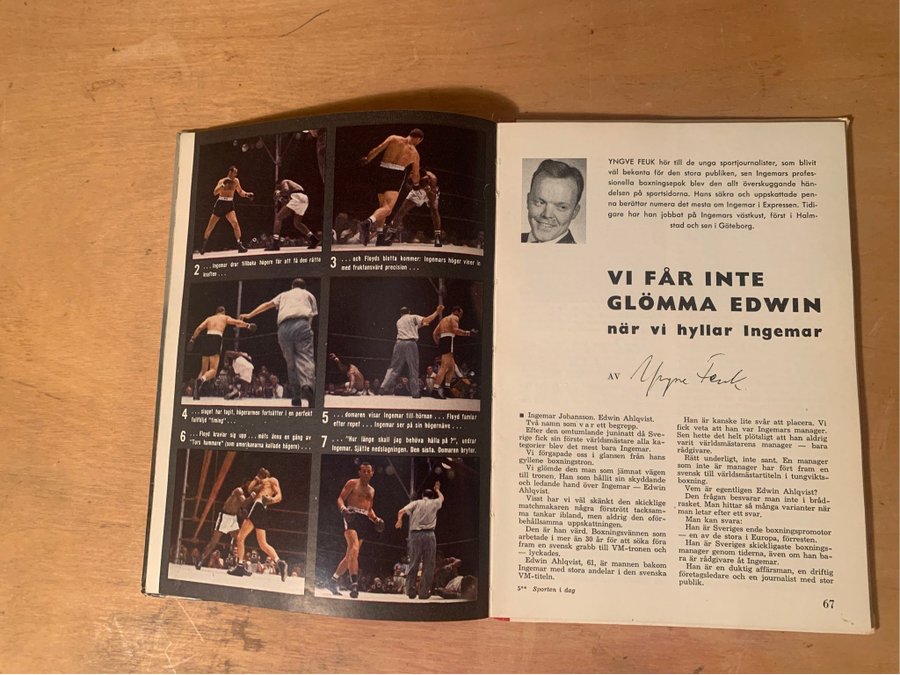 2 ... Ingemar drar tillbaka högern för att få den rätta
kraften ...
3 ... och Floyds blotta kommer: Ingemars höger viner in
med fruktansvärd precision ...
4 ... slaget har tagit, högerarmen fortsätter i en perfekt
fullföljd "timing" ...
5 ... domaren visar Ingemar till hörnan ... Floyd famlar
efter repet ... Ingemar ser på sin högernäve ...
6 ... Floyd kravlar sig upp ... möts ännu en gång av
"Tors hammare" (som amerikanarna kallade högern) ...
7 ... "Hur länge skall jag behöva hålla på?", undrar
Ingemar. Sjätte nedslagningen. Den sista. Domaren bryter.
YNGVE FEUK hör till de unga sportjournalister, som blivit
väl bekanta för den stora publiken, sen Ingemars profes-
sionella boxningsepok blev den allt överskuggande hän-
delsen på sportsidorna. Hans säkra och uppskattade pen-
na berättar numera det mesta om Ingemar i Expressen. Tidi-
gare har han jobbat på Ingemars västkust, först i Halm-
stad och sen i Göteborg.
VI FÅR INTE
GLÖMMA EDWIN
när vi hyllar Ingemar
AV Yngve Feuk
■ Ingemar Johansson. Edwin Ahlqvist.
Två namn som var ett begrepp.
Efter den omtumlande juninatt då Sve-
rige fick sin förste världsmästare alla ka-
tegorier blev det mest bara Ingemar.
Vi förgapade oss i glansen från hans
gyllene boxningstron.
Vi glömde den man som jämnat vägen
till tronen. Han som hållit sin skyddande
och ledande hand över Ingemar — Edwin
Ahlqvist.
Visst har vi väl skänkt den skicklige
matchmakaren några förstrött tacksam-
ma tankar ibland, men aldrig den oför-
behållsamma uppskattningen.
Den är han värd. Boxningsvännen som
arbetade i mer än 30 år för att söka föra
fram en svensk grabb till VM-tronen och
— lyckades.
Edwin Ahlqvist, 61, är mannen bakom
Ingemar med stora andelar i den svenska
VM-titeln.
5** Sporten i dag
Han är kanske lite svår att placera. Vi
fick veta att han var Ingemars manager.
Sen hette det helt plötsligt att han aldrig
varit världsmästarens manager — bara
rådgivare.
Rätt underligt, inte sant. En manager
som inte är manager har fört fram en
svensk till världsmästartiteln i tungvikts-
boxning.
Vem är egentligen Edwin Ahlqvist?
Den frågan besvarar man inte i bråd-
rasket. Man hittar så många varianter när
man letar efter ett svar.
Man kan svara:
Han är Sveriges ende boxningspromotor
— en av de stora i Europa, förresten.
Han är Sveriges skickligaste boxnings-
manager genom tiderna, även om han ba-
ra är rådgivare åt Ingemar.
Han är en duktig affärsman, en driftig
företagsledare och en journalist med stor
publik.
67